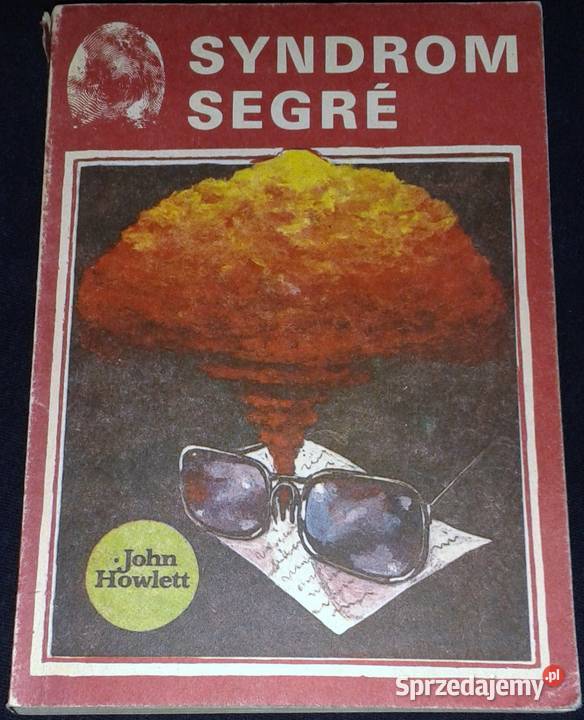 SYNDROM
SEGRÉ
John
Howlett
Sprzedajemy.pl